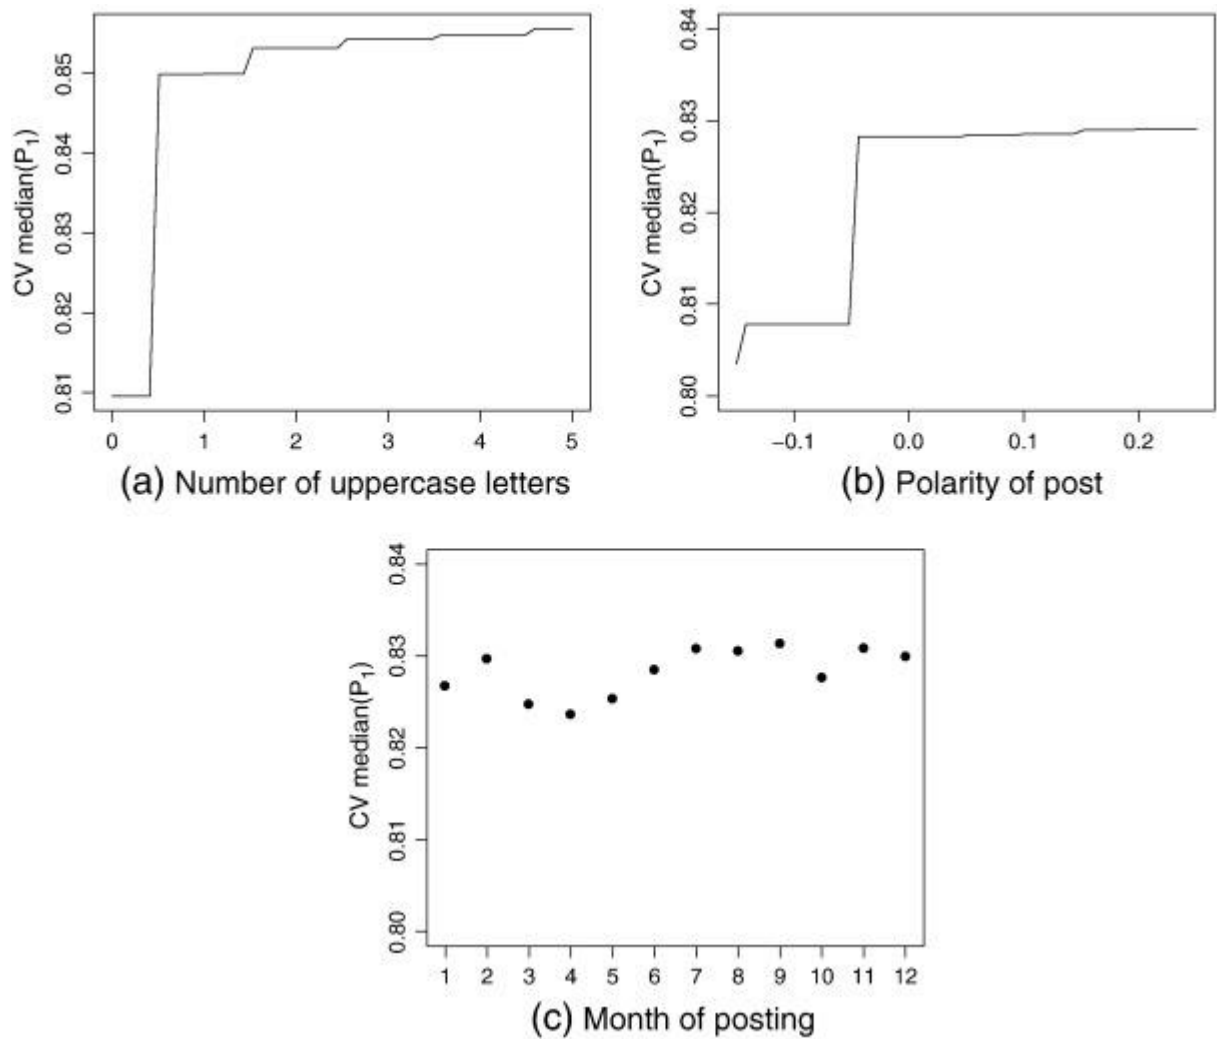 CV median(P1)
0.85
0.84
0.83
0.82
0.81
0 1 2 3 4 5
(a) Number of uppercase letters
CV median(P1)
0.84
0.83
0.82
0.81
0.80
−0.1 0.0 0.1 0.2
(b) Polarity of post
CV median(P1)
0.84
0.83
0.82
0.81
0.80
1 2 3 4 5 6 7 8 9 10 11 12
(c) Month of posting